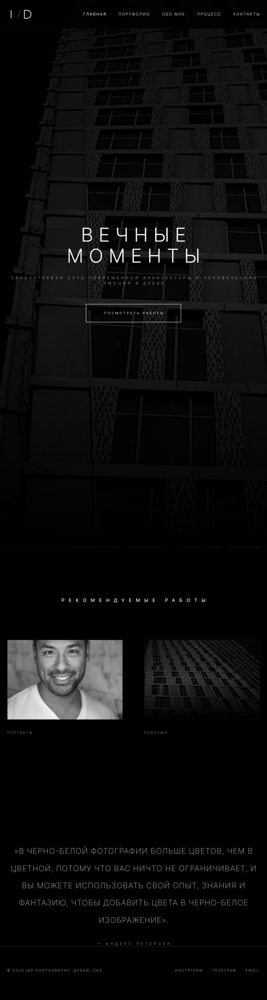 I / D
ГЛАВНАЯ ПОРТФОЛИО ОБО МНЕ ПРОЦЕСС КОНТАКТЫ
ВЕЧНЫЕ
МОМЕНТЫ
ЗАПЕЧАТЛЕВАЯ СУТЬ СОВРЕМЕННОЙ АРХИТЕКТУРЫ И ЧЕЛОВЕЧЕСКИХ
ЭМОЦИЙ В ДУБАЕ
ПОСМОТРЕТЬ РАБОТЫ
РЕКОМЕНДУЕМЫЕ РАБОТЫ
ПОРТРЕТЫ
ПЕЙЗАЖИ
«В ЧЕРНО-БЕЛОЙ ФОТОГРАФИИ БОЛЬШЕ ЦВЕТОВ, ЧЕМ В
ЦВЕТНОЙ, ПОТОМУ ЧТО ВАС НИЧТО НЕ ОГРАНИЧИВАЕТ, И
ВЫ МОЖЕТЕ ИСПОЛЬЗОВАТЬ СВОЙ ОПЫТ, ЗНАНИЯ И
ФАНТАЗИЮ, ЧТОБЫ ДОБАВИТЬ ЦВЕТА В ЧЕРНО-БЕЛОЕ
ИЗОБРАЖЕНИЕ».
— АНДЕРС ПЕТЕРСЕН
© 2026 I&D PHOTOGRAPHY. ДУБАЙ, ОАЭ.
ИНСТАГРАМ ТЕЛЕГРАМ EMAIL